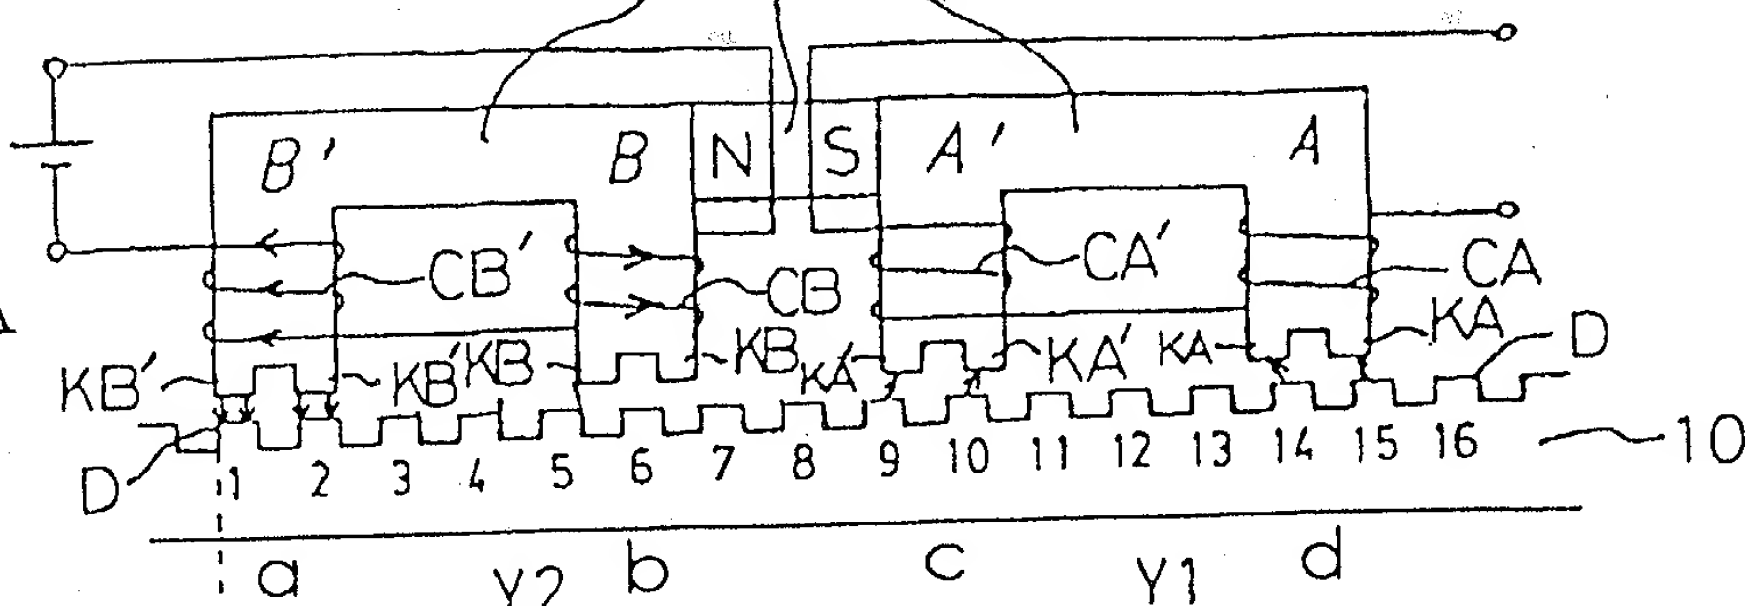 B' B N S A' A
CB' CB CA' CA
KB' KB' KB KB KA' KA' KA KA D
D 1 2 3 4 5 6 7 8 9 10 11 12 13 14 15 16 10
a b c d
Y2 Y1